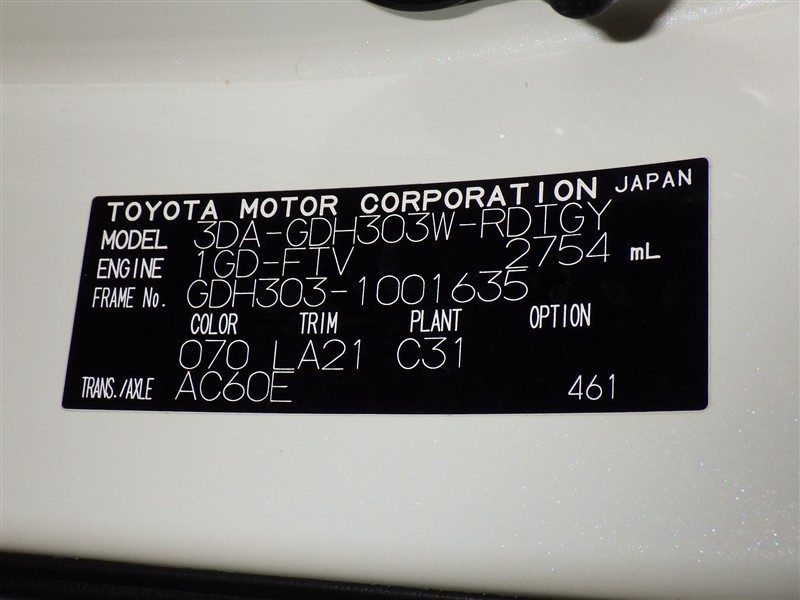 TOYOTA MOTOR CORPORATION JAPAN
MODEL 3DA-GDH303W-RDTGY
ENGINE 1GD-FTV 2754 mL
FRAME No. GDH303-1001635
COLOR TRIM PLANT OPTION
070 LA21 C31
TRANS./AXLE AC60E 461